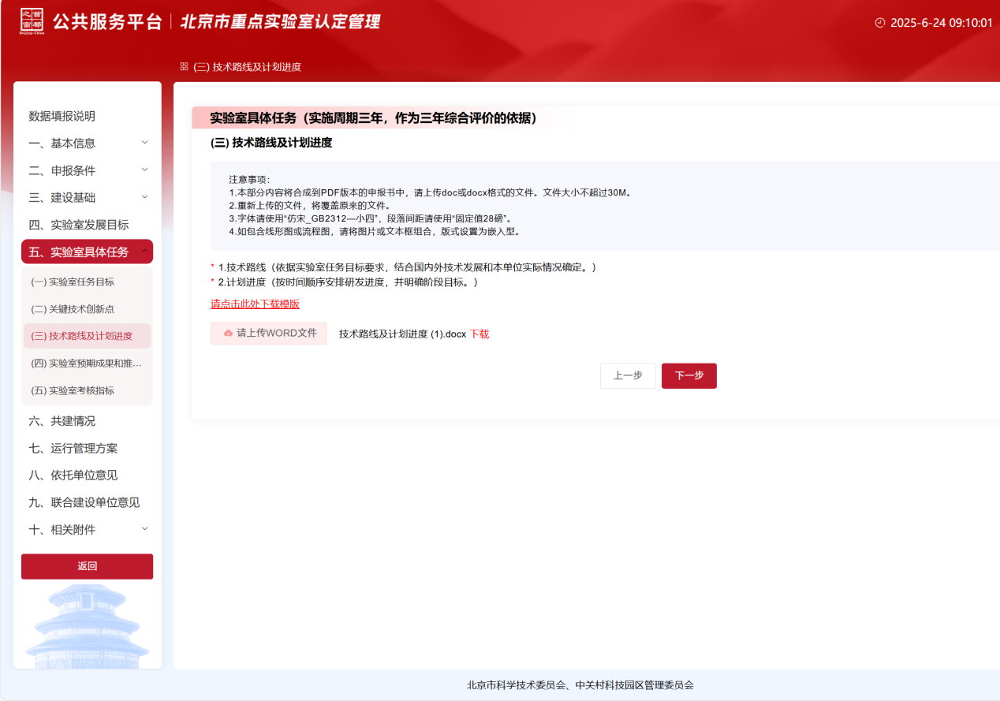 首都之窗
Beijing-China
公共服务平台
北京市重点实验室认定管理
2025-6-24 09:10:01
(三) 技术路线及计划进度
数据填报说明
一、基本信息
二、申报条件
三、建设基础
四、实验室发展目标
五、实验室具体任务
(一) 实验室任务目标
(二) 关键技术创新点
(三) 技术路线及计划进度
(四) 实验室预期成果和推...
(五) 实验室考核指标
六、共建情况
七、运行管理方案
八、依托单位意见
九、联合建设单位意见
十、相关附件
返回
实验室具体任务（实施周期三年，作为三年综合评价的依据）
(三) 技术路线及计划进度
注意事项:
1.本部分内容将合成到PDF版本的申报书中，请上传doc或docx格式的文件。文件大小不超过30M。
2.重新上传的文件，将覆盖原来的文件。
3.字体请使用“仿宋_GB2312—小四”，段落间距请使用“固定值28磅”。
4.如包含线形图或流程图，请将图片或文本框组合，版式设置为嵌入型。
* 1.技术路线（依据实验室任务目标要求，结合国内外技术发展和本单位实际情况确定。）
* 2.计划进度（按时间顺序安排研发进度，并明确阶段目标。）
请点击此处下载模版
请上传WORD文件 技术路线及计划进度 (1).docx 下载
上一步 下一步
北京市科学技术委员会、中关村科技园区管理委员会